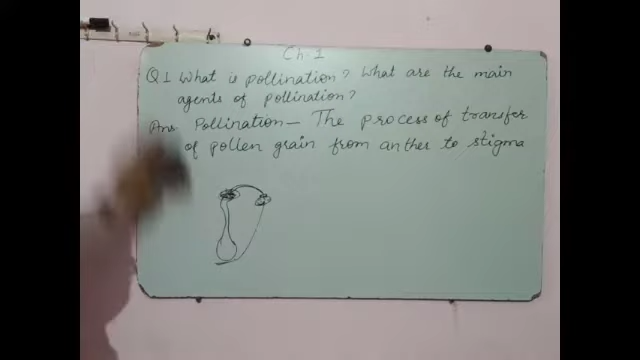 Ch-1
Q1 What is pollination? What are the main
agents of pollination?
Ans. Pollination— The process of transfer
of pollen grain from anther to stigma